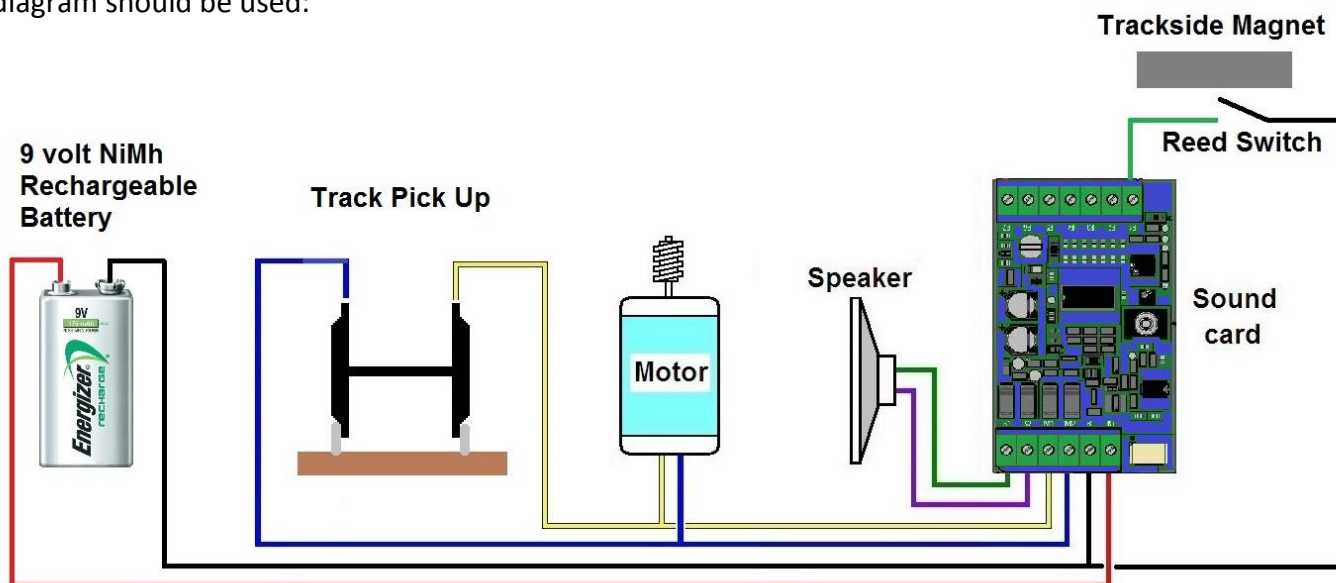 diagram should be used:
Trackside Magnet
Reed Switch
9 volt NiMh
Rechargeable
Battery
Track Pick Up
Speaker
Motor
Sound
card
9V
Energizer
recharge